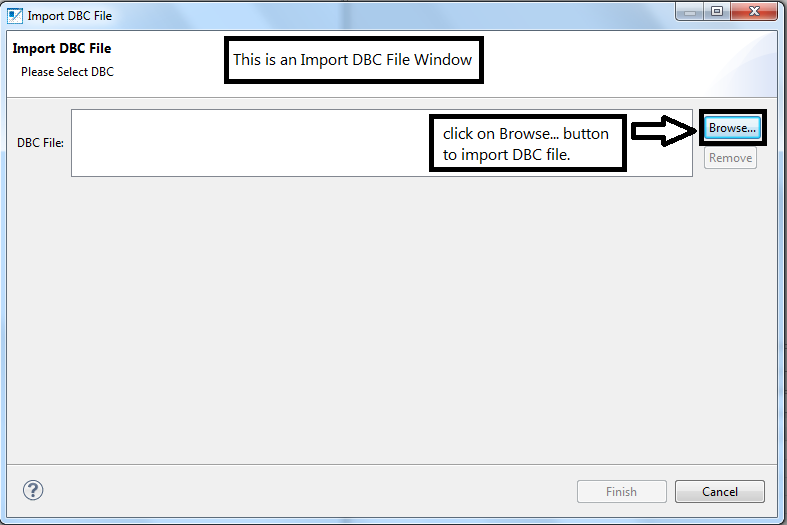 Import DBC File
Import DBC File
Please Select DBC
This is an Import DBC File Window
DBC File:
click on Browse... button
to import DBC file.
Browse...
Remove
?
Finish
Cancel